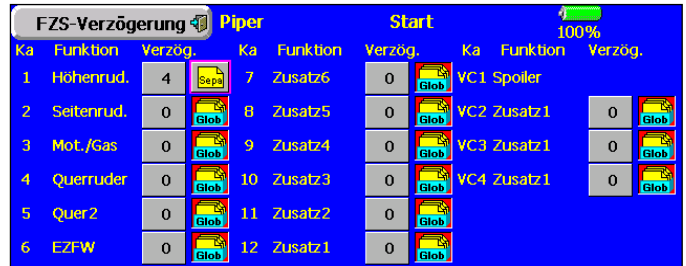 FZS-Verzögerung Piper Start 100%
Ka Funktion Verzög. Ka Funktion Verzög. Ka Funktion Verzög.
1 Höhenrud. 4 Sepa 7 Zusatz6 0 Glob VC1 Spoiler
2 Seitenrud. 0 Glob 8 Zusatz5 0 Glob VC2 Zusatz1 0 Glob
3 Mot./Gas 0 Glob 9 Zusatz4 0 Glob VC3 Zusatz1 0 Glob
4 Querruder 0 Glob 10 Zusatz3 0 Glob VC4 Zusatz1 0 Glob
5 Quer2 0 Glob 11 Zusatz2 0 Glob
6 EZFW 0 Glob 12 Zusatz1 0 Glob